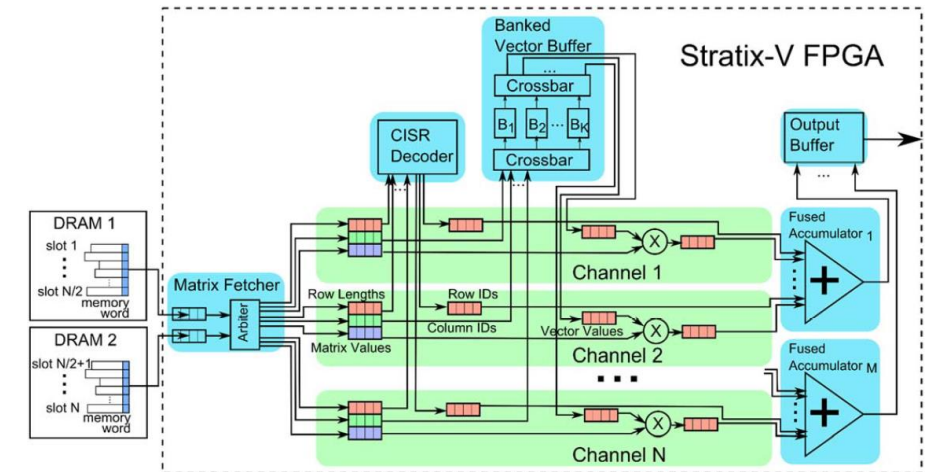 Banked
Vector Buffer
Stratix-V FPGA
...
Crossbar
B1 B2 ... BK
Crossbar
...
CISR
Decoder
...
Output
Buffer
...
DRAM 1
slot 1
slot N/2
memory
word
DRAM 2
slot N/2+1
slot N
memory
word
Matrix Fetcher
Arbiter
X
Channel 1
Row Lengths
Row IDs
Column IDs
Matrix Values
Vector Values
X
Channel 2
...
X
Channel N
Fused
Accumulator 1
+
Fused
Accumulator M
+